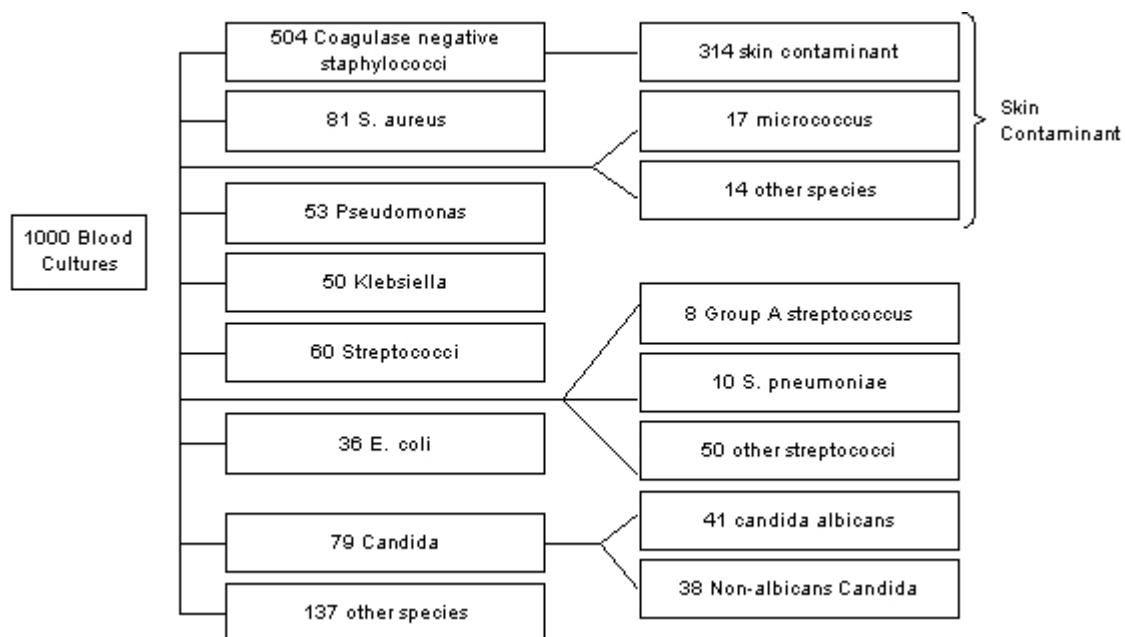 1000 Blood
Cultures
504 Coagulase negative
staphylococci
81 S. aureus
53 Pseudomonas
50 Klebsiella
60 Streptococci
36 E. coli
79 Candida
137 other species
314 skin contaminant
17 micrococcus
14 other species
Skin
Contaminant
8 Group A streptococcus
10 S. pneumoniae
50 other streptococci
41 candida albicans
38 Non-albicans Candida